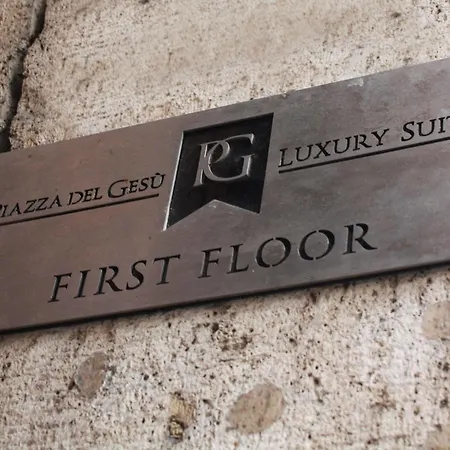 PIAZZA DEL GESÙ PG LUXURY SUIT
FIRST FLOOR